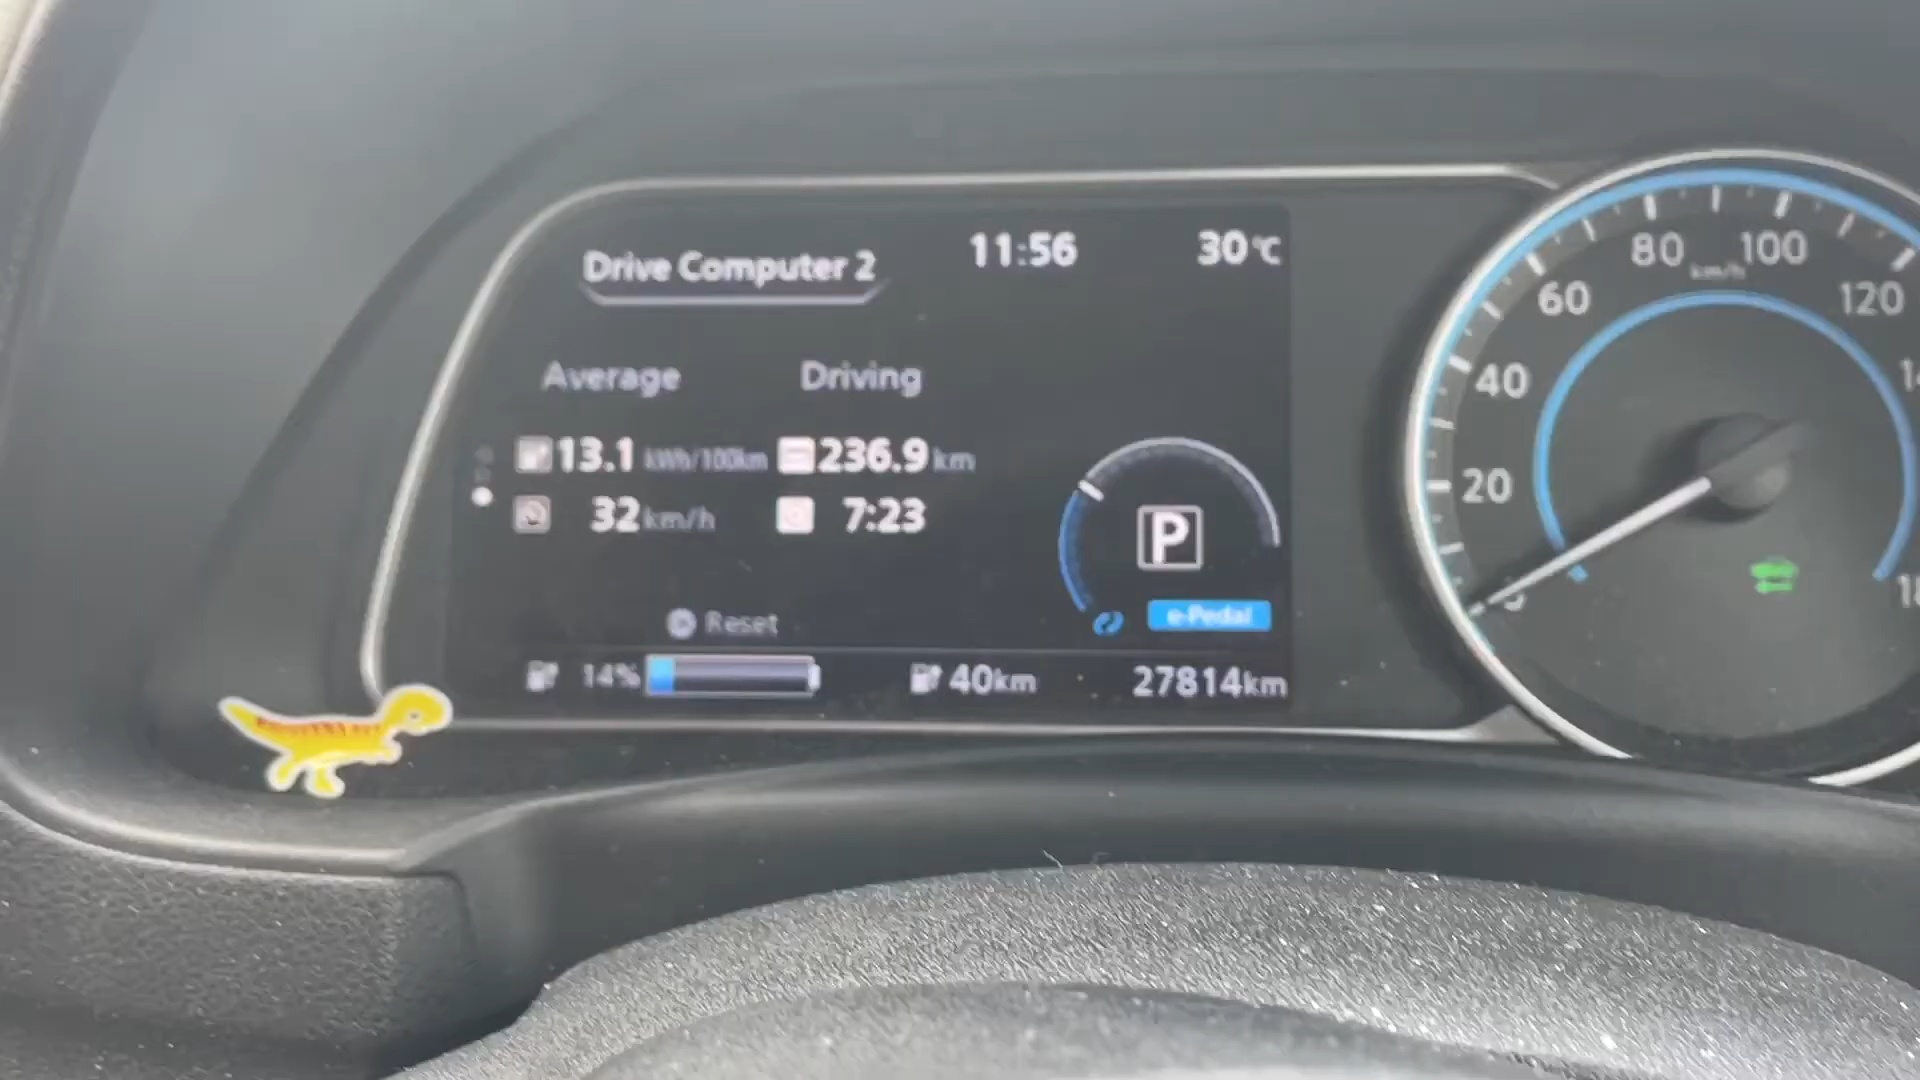 Drive Computer 2
11:56
30°C
Average
Driving
13.1 kWh/100km
236.9 km
32 km/h
7:23
P
Reset
e-Pedal
14%
40km
27814km
20
40
60
80
100
120
km/h